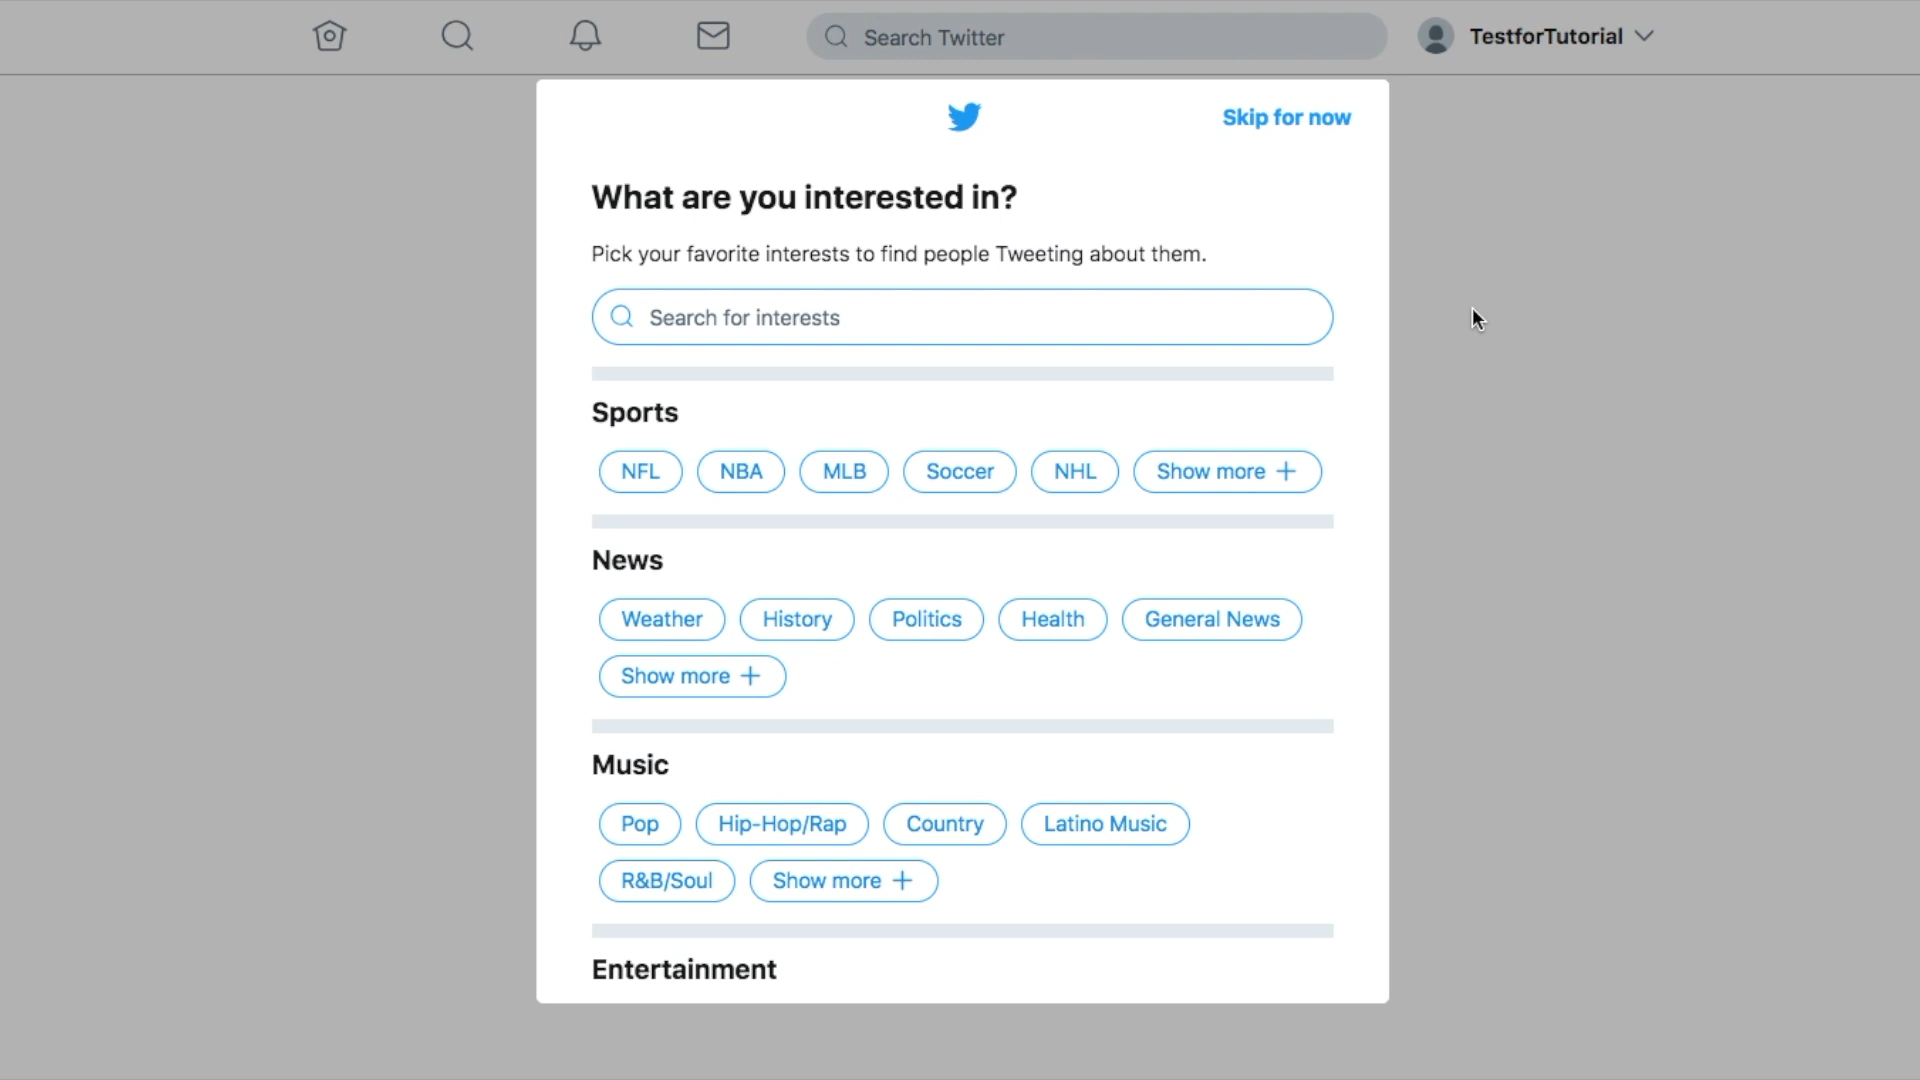 Search Twitter TestforTutorial
Skip for now
What are you interested in?
Pick your favorite interests to find people Tweeting about them.
Search for interests
Sports
NFL NBA MLB Soccer NHL Show more +
News
Weather History Politics Health General News
Show more +
Music
Pop Hip-Hop/Rap Country Latino Music
R&B/Soul Show more +
Entertainment